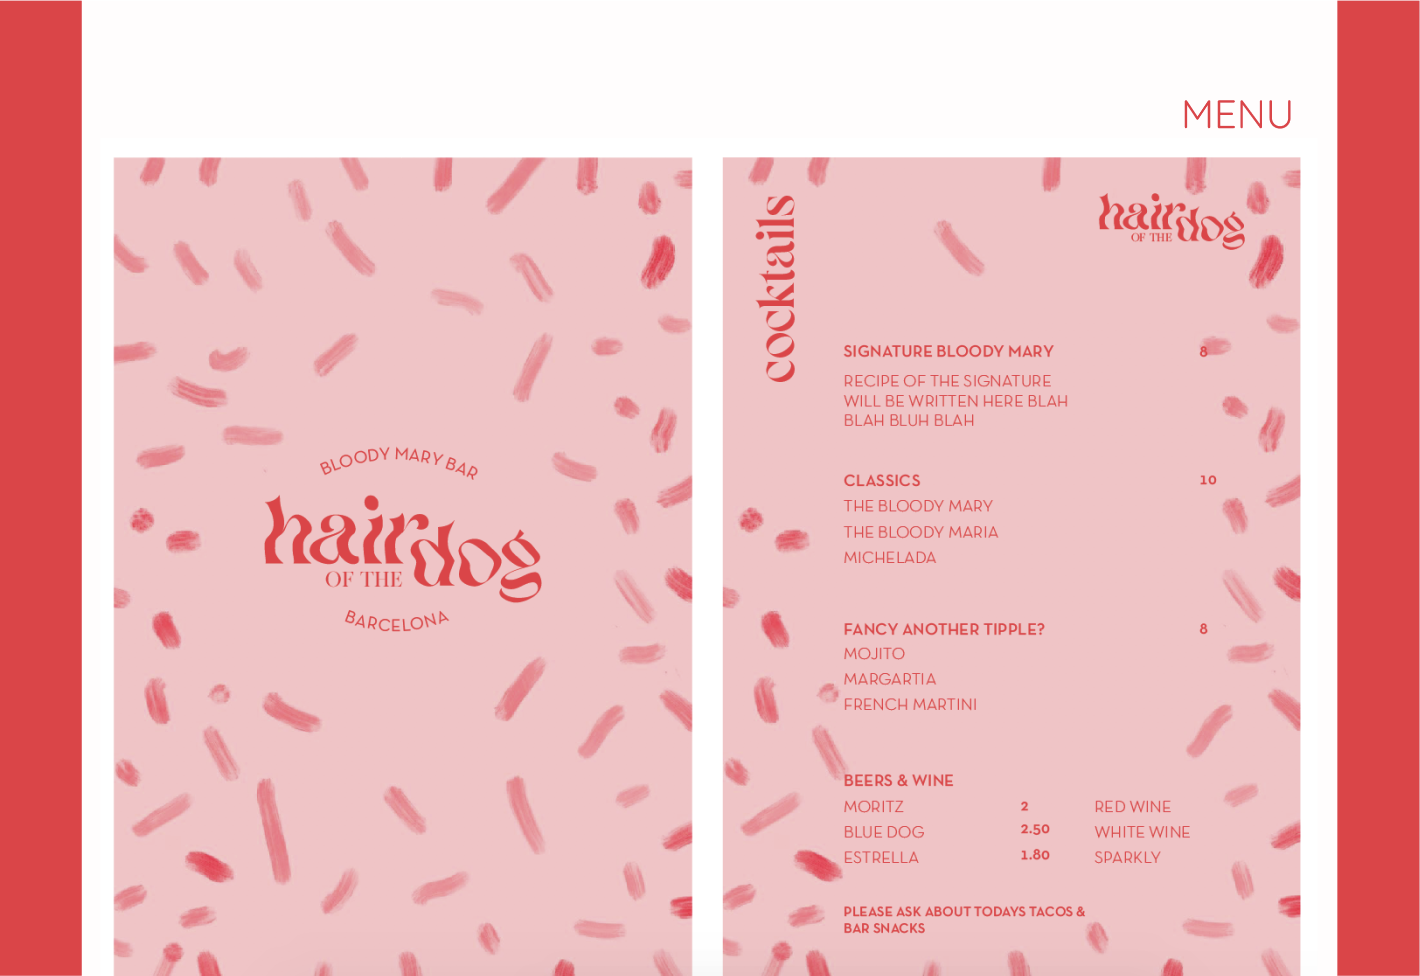 MENU
BLOODY MARY BAR
hair
OF THE dog
BARCELONA
cocktails
hair
OF THE dog
SIGNATURE BLOODY MARY 8
RECIPE OF THE SIGNATURE
WILL BE WRITTEN HERE BLAH
BLAH BLUH BLAH
CLASSICS 10
THE BLOODY MARY
THE BLOODY MARIA
MICHELADA
FANCY ANOTHER TIPPLE? 8
MOJITO
MARGARTIA
FRENCH MARTINI
BEERS & WINE
MORITZ 2 RED WINE
BLUE DOG 2.50 WHITE WINE
ESTRELLA 1.80 SPARKLY
PLEASE ASK ABOUT TODAYS TACOS &
BAR SNACKS